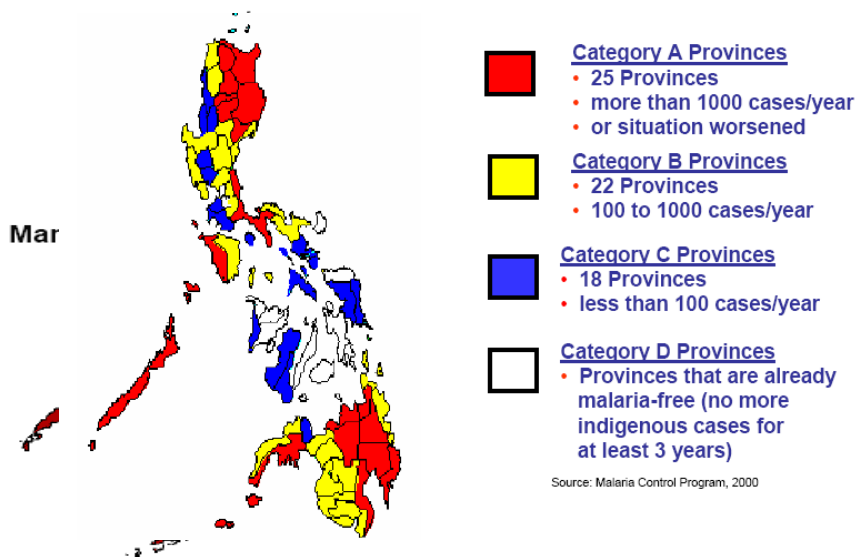 Mar
Category A Provinces
• 25 Provinces
• more than 1000 cases/year
• or situation worsened
Category B Provinces
• 22 Provinces
• 100 to 1000 cases/year
Category C Provinces
• 18 Provinces
• less than 100 cases/year
Category D Provinces
• Provinces that are already
malaria-free (no more
indigenous cases for
at least 3 years)
Source: Malaria Control Program, 2000